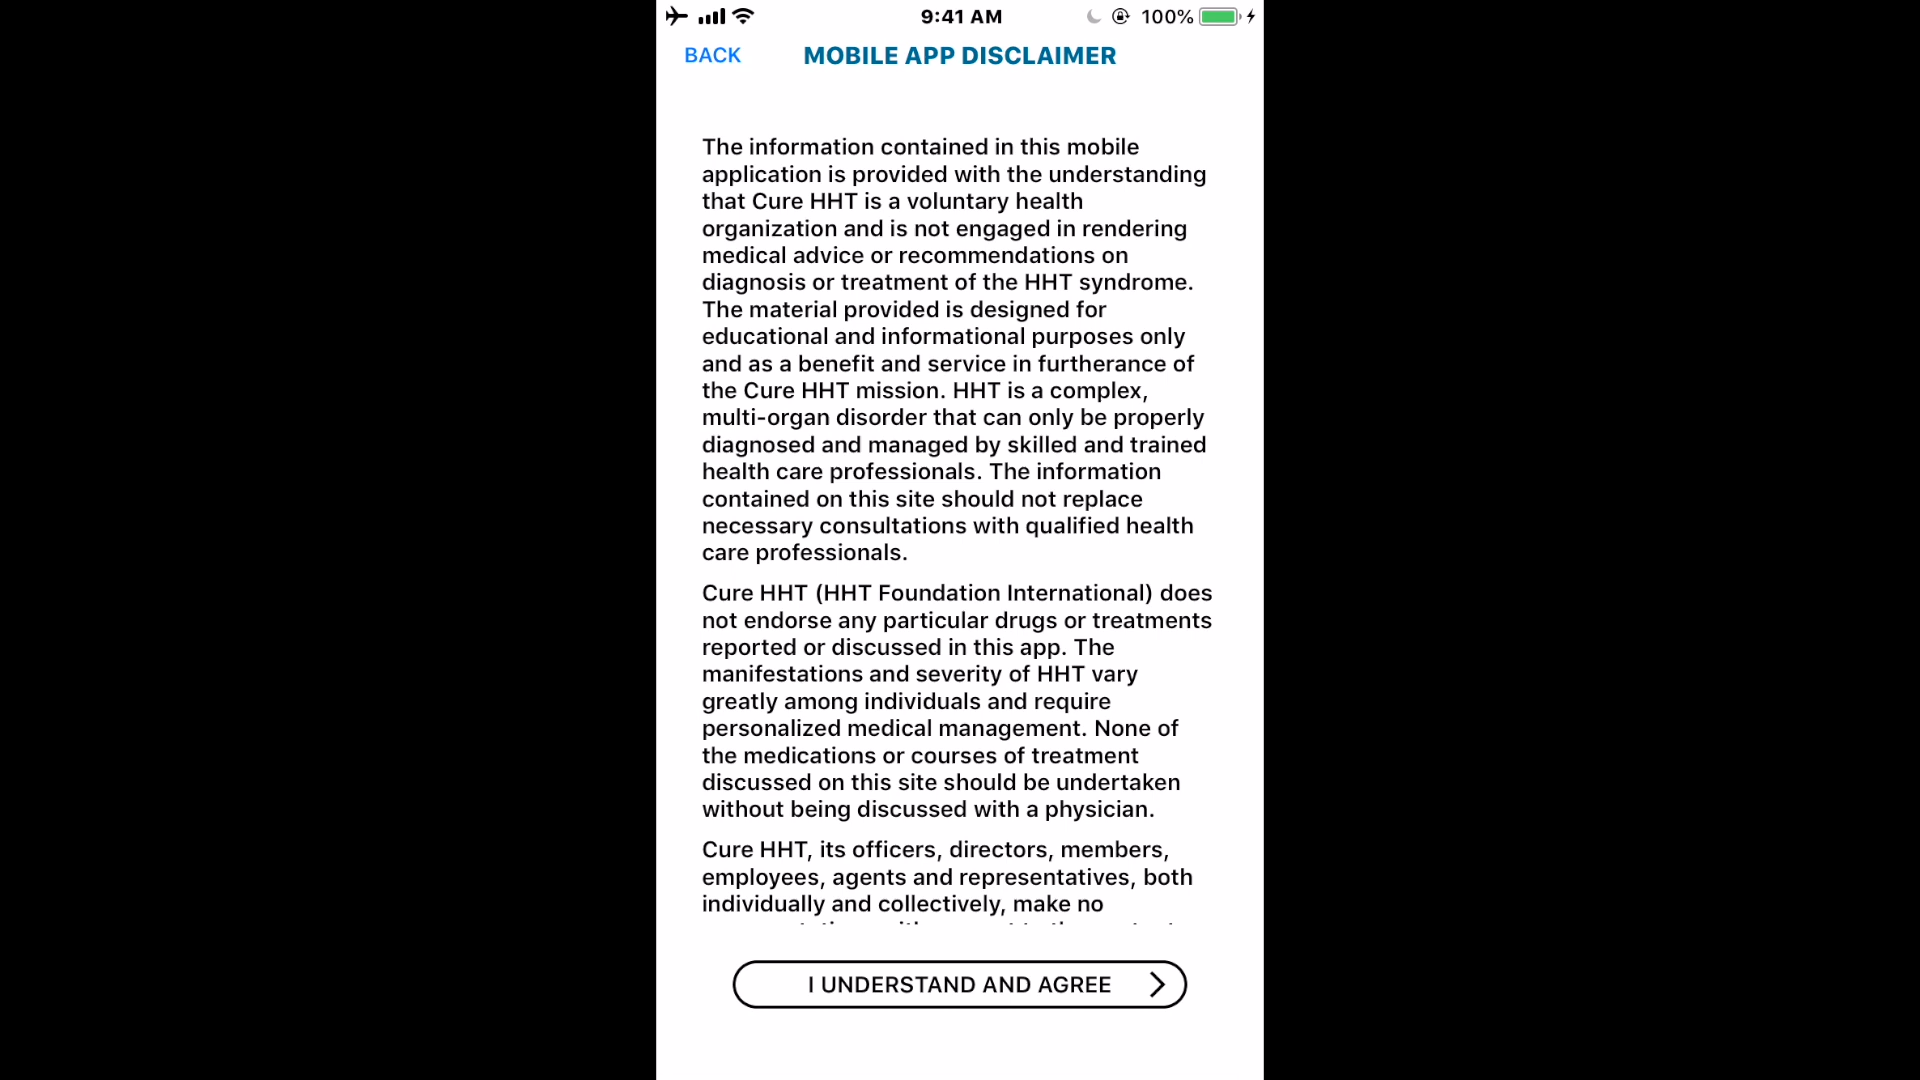 9:41 AM
100%
BACK
MOBILE APP DISCLAIMER
The information contained in this mobile
application is provided with the understanding
that Cure HHT is a voluntary health
organization and is not engaged in rendering
medical advice or recommendations on
diagnosis or treatment of the HHT syndrome.
The material provided is designed for
educational and informational purposes only
and as a benefit and service in furtherance of
the Cure HHT mission. HHT is a complex,
multi-organ disorder that can only be properly
diagnosed and managed by skilled and trained
health care professionals. The information
contained on this site should not replace
necessary consultations with qualified health
care professionals.
Cure HHT (HHT Foundation International) does
not endorse any particular drugs or treatments
reported or discussed in this app. The
manifestations and severity of HHT vary
greatly among individuals and require
personalized medical management. None of
the medications or courses of treatment
discussed on this site should be undertaken
without being discussed with a physician.
Cure HHT, its officers, directors, members,
employees, agents and representatives, both
individually and collectively, make no
I UNDERSTAND AND AGREE